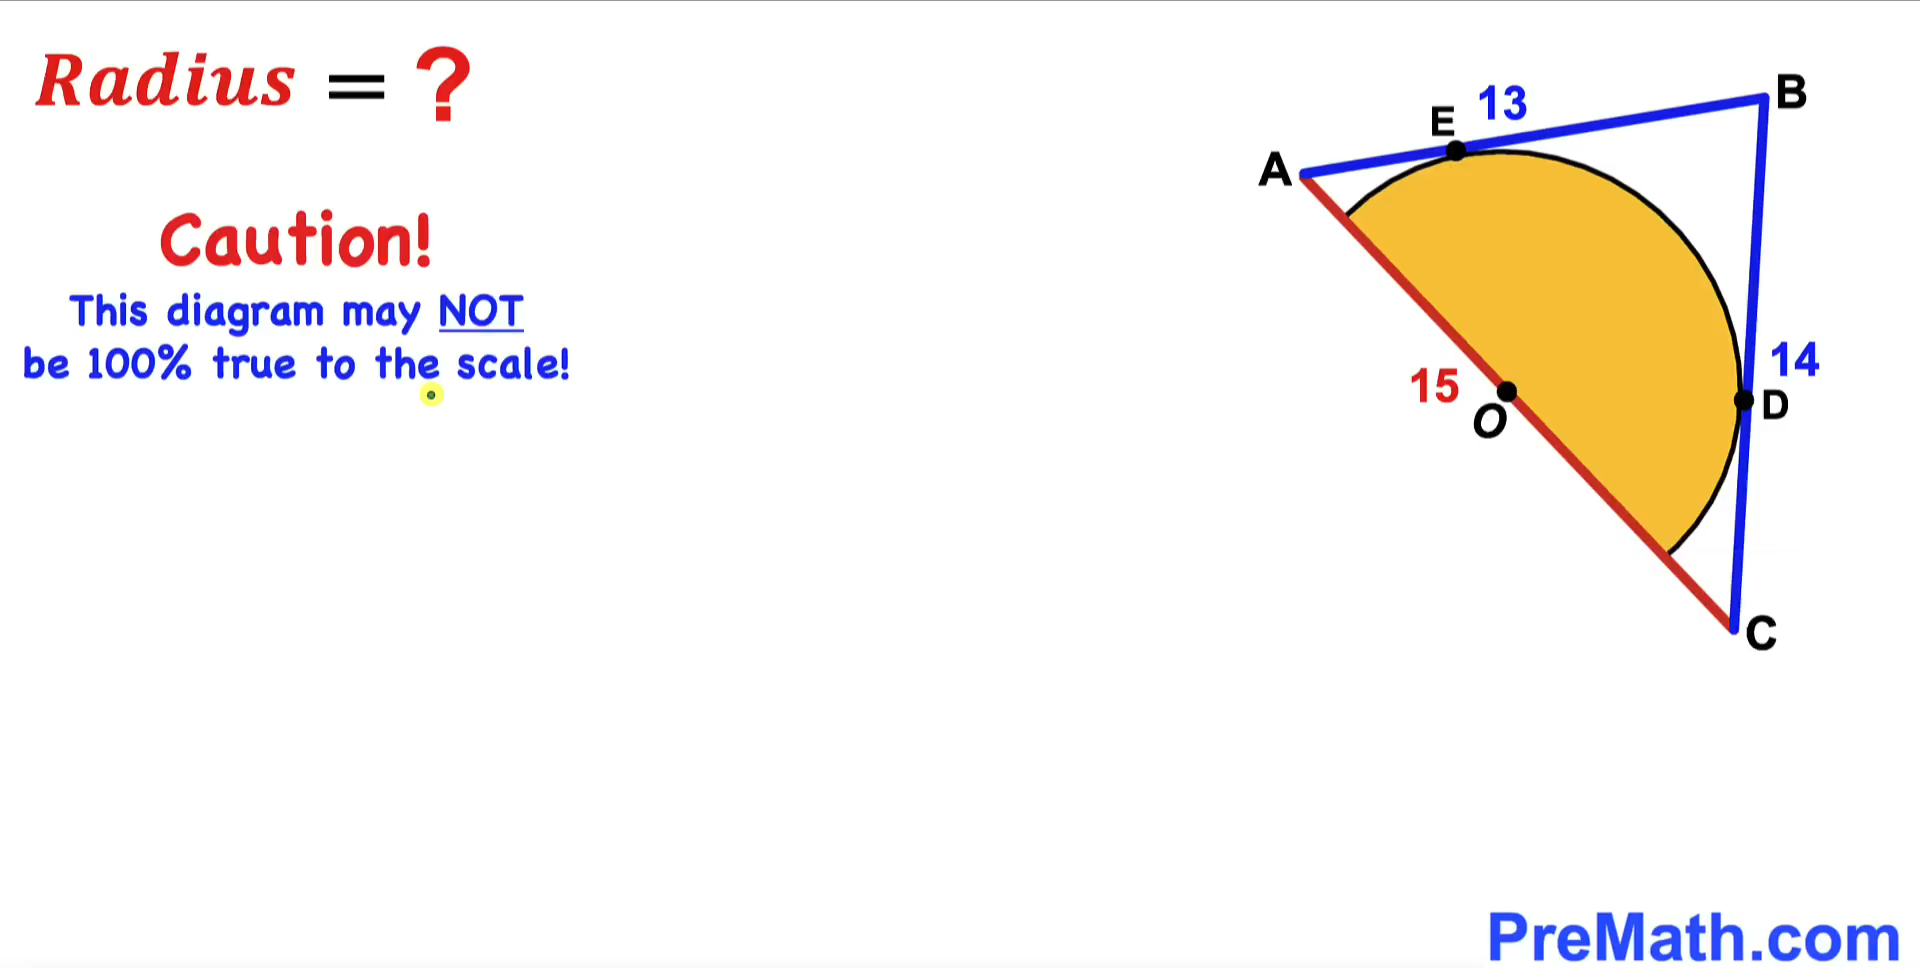 Radius = ?
Caution!
This diagram may NOT
be 100% true to the scale!
A
E
13
B
15
O
14
D
C
PreMath.com